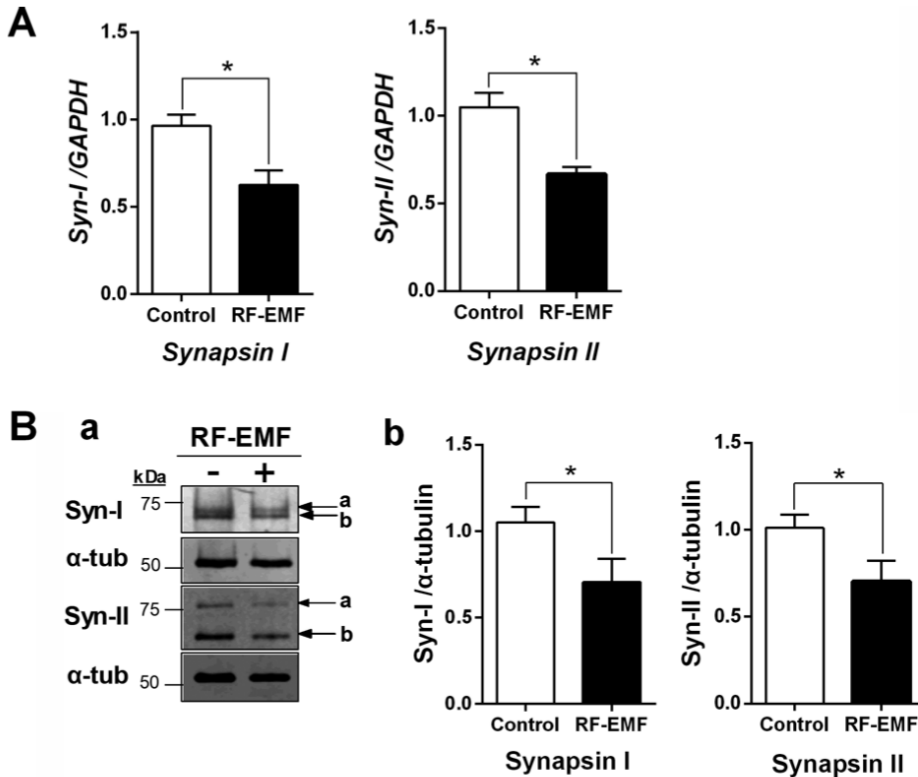 A
Syn-I /GAPDH
1.5
1.0
0.5
0.0
*
Control RF-EMF
Synapsin I
Syn-II /GAPDH
1.5
1.0
0.5
0.0
*
Control RF-EMF
Synapsin II
B
a
RF-EMF
kDa - +
Syn-I 75 a
b
α-tub 50
Syn-II 75 a
b
α-tub 50
b
Syn-I /α-tubulin
1.5
1.0
0.5
0.0
*
Control RF-EMF
Synapsin I
Syn-II /α-tubulin
1.5
1.0
0.5
0.0
*
Control RF-EMF
Synapsin II